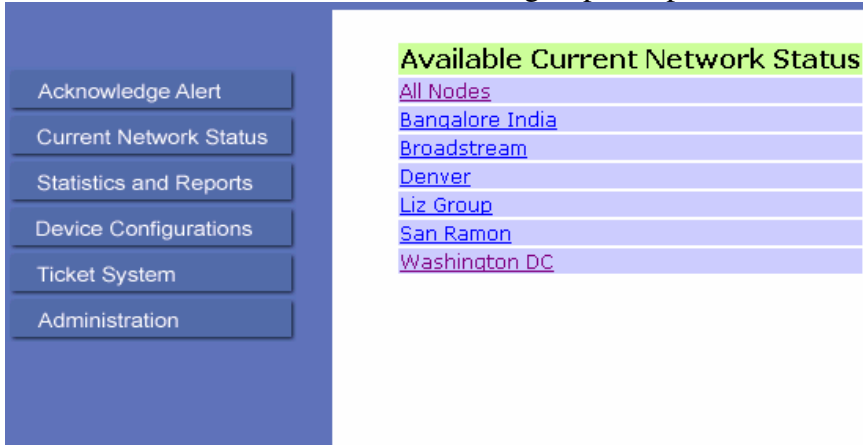 Acknowledge Alert
Current Network Status
Statistics and Reports
Device Configurations
Ticket System
Administration
Available Current Network Status
All Nodes
Bangalore India
Broadstream
Denver
Liz Group
San Ramon
Washington DC